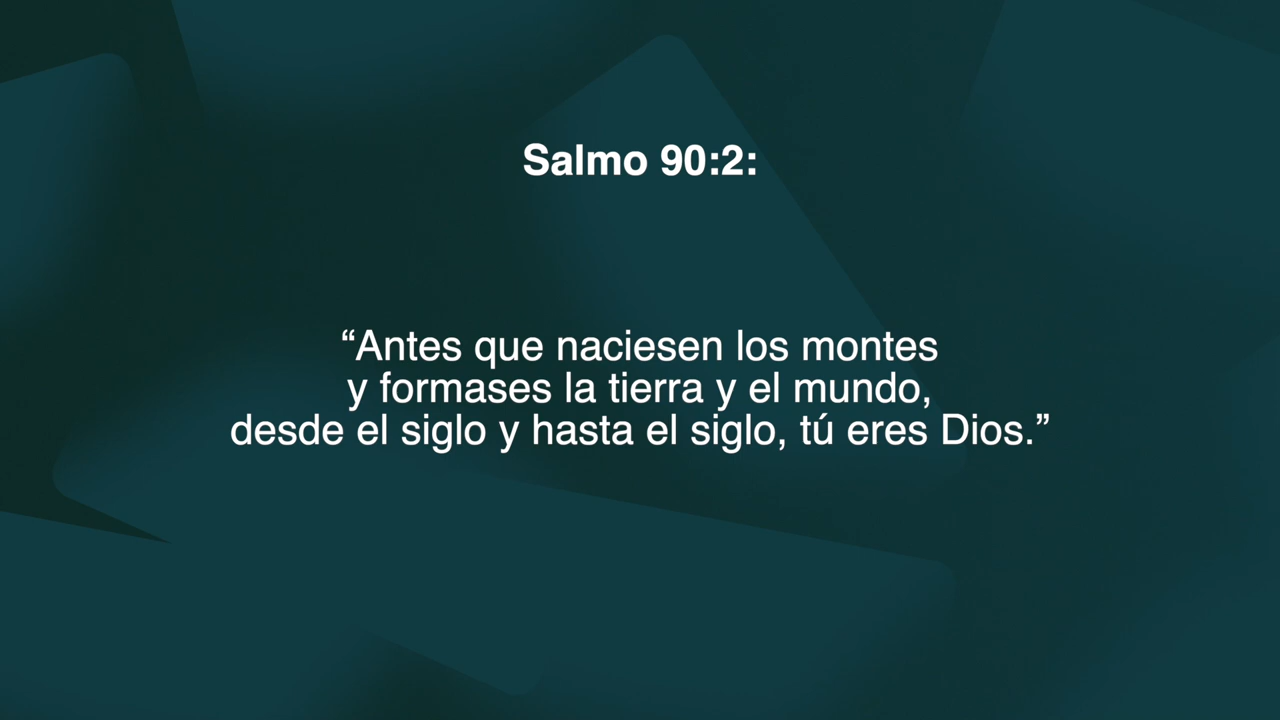 Salmo 90:2:
“Antes que naciesen los montes
y formases la tierra y el mundo,
desde el siglo y hasta el siglo, tú eres Dios.”